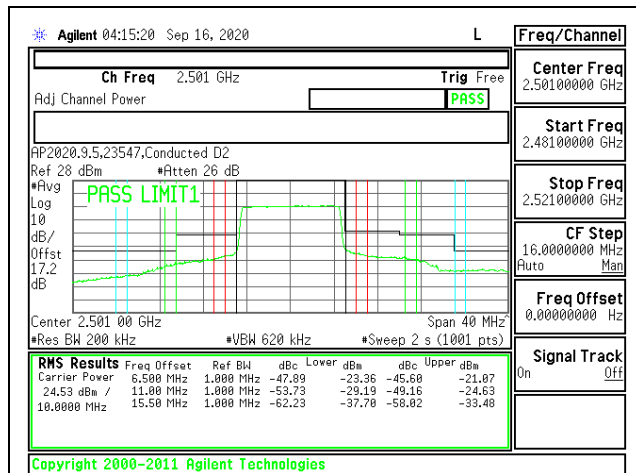 Agilent 04:15:20 Sep 16, 2020 L
Freq/Channel
Ch Freq 2.501 GHz Trig Free
Adj Channel Power PASS
Center Freq
2.50100000 GHz
Start Freq
2.48100000 GHz
Stop Freq
2.52100000 GHz
CF Step
16.0000000 MHz
Auto Man
Freq Offset
0.00000000 Hz
Signal Track
On Off
AP2020.9.5,23547,Conducted D2
Ref 28 dBm #Atten 26 dB
#Avg
Log
10
dB/
Offst
17.2
dB
PASS LIMIT1
Center 2.501 00 GHz Span 40 MHz
#Res BW 200 kHz #VBW 620 kHz #Sweep 2 s (1001 pts)
RMS Results Freq Offset Ref BW dBc Lower dBm dBc Upper dBm
Carrier Power 6.500 MHz 1.000 MHz -47.89 -23.36 -45.60 -21.07
24.53 dBm / 11.00 MHz 1.000 MHz -53.73 -29.19 -49.16 -24.63
10.0000 MHz 15.50 MHz 1.000 MHz -62.23 -37.70 -58.02 -33.48
Copyright 2000-2011 Agilent Technologies